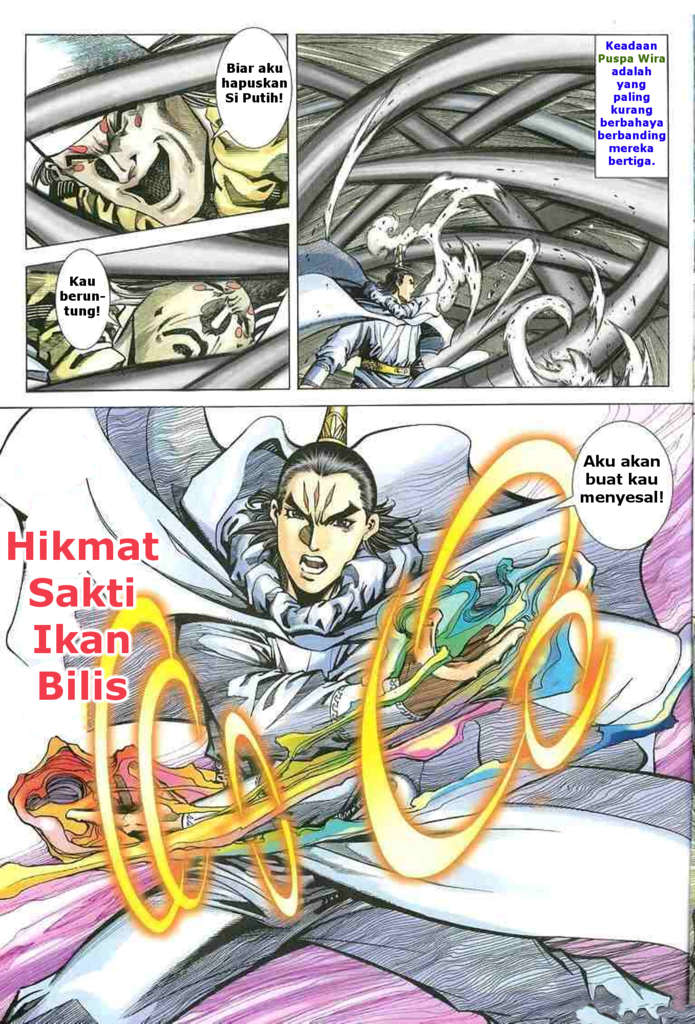 Biar aku
hapuskan
Si Putih!
Kau
berun-
tung!
Keadaan
Puspa Wira
adalah
yang
paling
kurang
berbahaya
berbanding
mereka
bertiga.
Aku akan
buat kau
menyesal!
Hikmat
Sakti
Ikan
Bilis